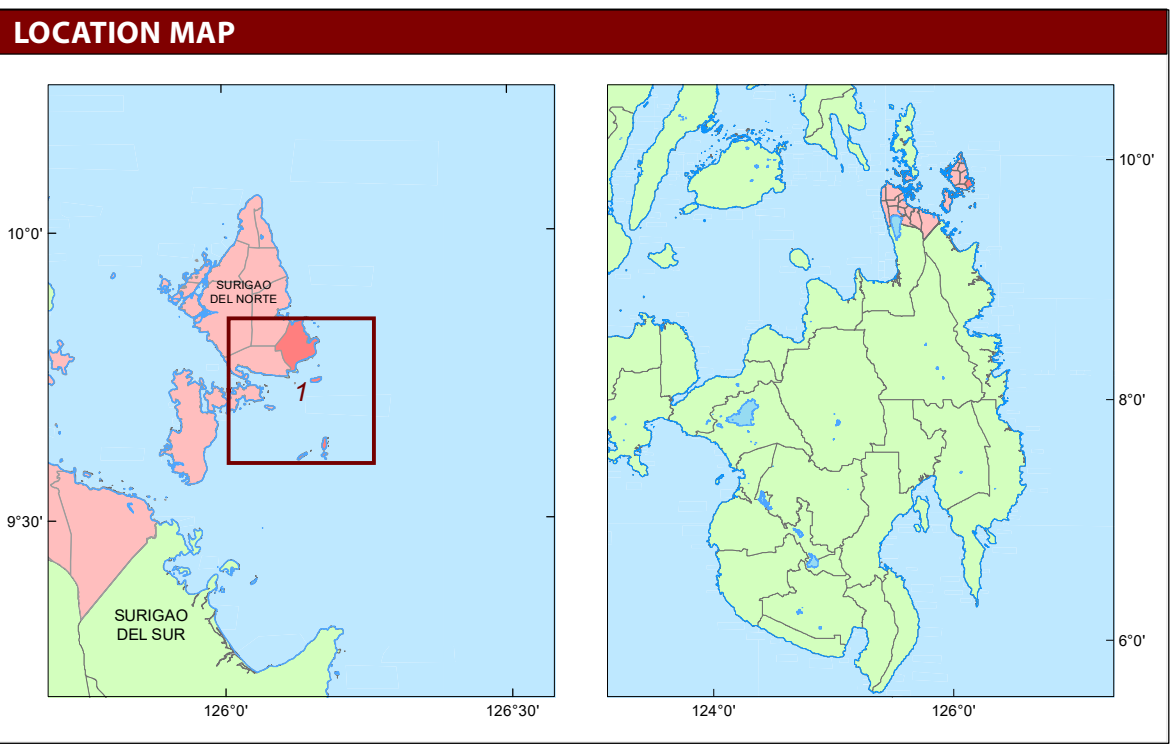 LOCATION MAP
10°0'
SURIGAO
DEL NORTE
1
9°30'
SURIGAO
DEL SUR
126°0'
126°30'
10°0'
8°0'
6°0'
124°0'
126°0'